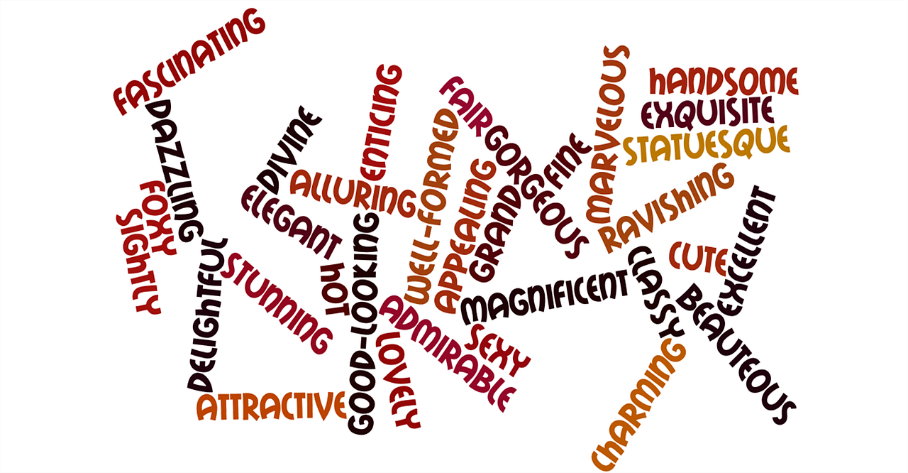 FASCINATING
DAZZLING
FOXY
SIGHTLY
DELIGHTFUL
STUNNING
ATTRACTIVE
DIVINE
ELEGANT
ALLURING
ENTICING
HOT
GOOD-LOOKING
LOVELY
ADMIRABLE
WELL-FORMED
APPEALING
FAIR
GORGEOUS
GRAND
FINE
MAGNIFICENT
SEXY
MARVELOUS
HANDSOME
EXQUISITE
STATUESQUE
RAVISHING
CUTE
EXCELLENT
CLASSY
BEAUTEOUS
CHARMING